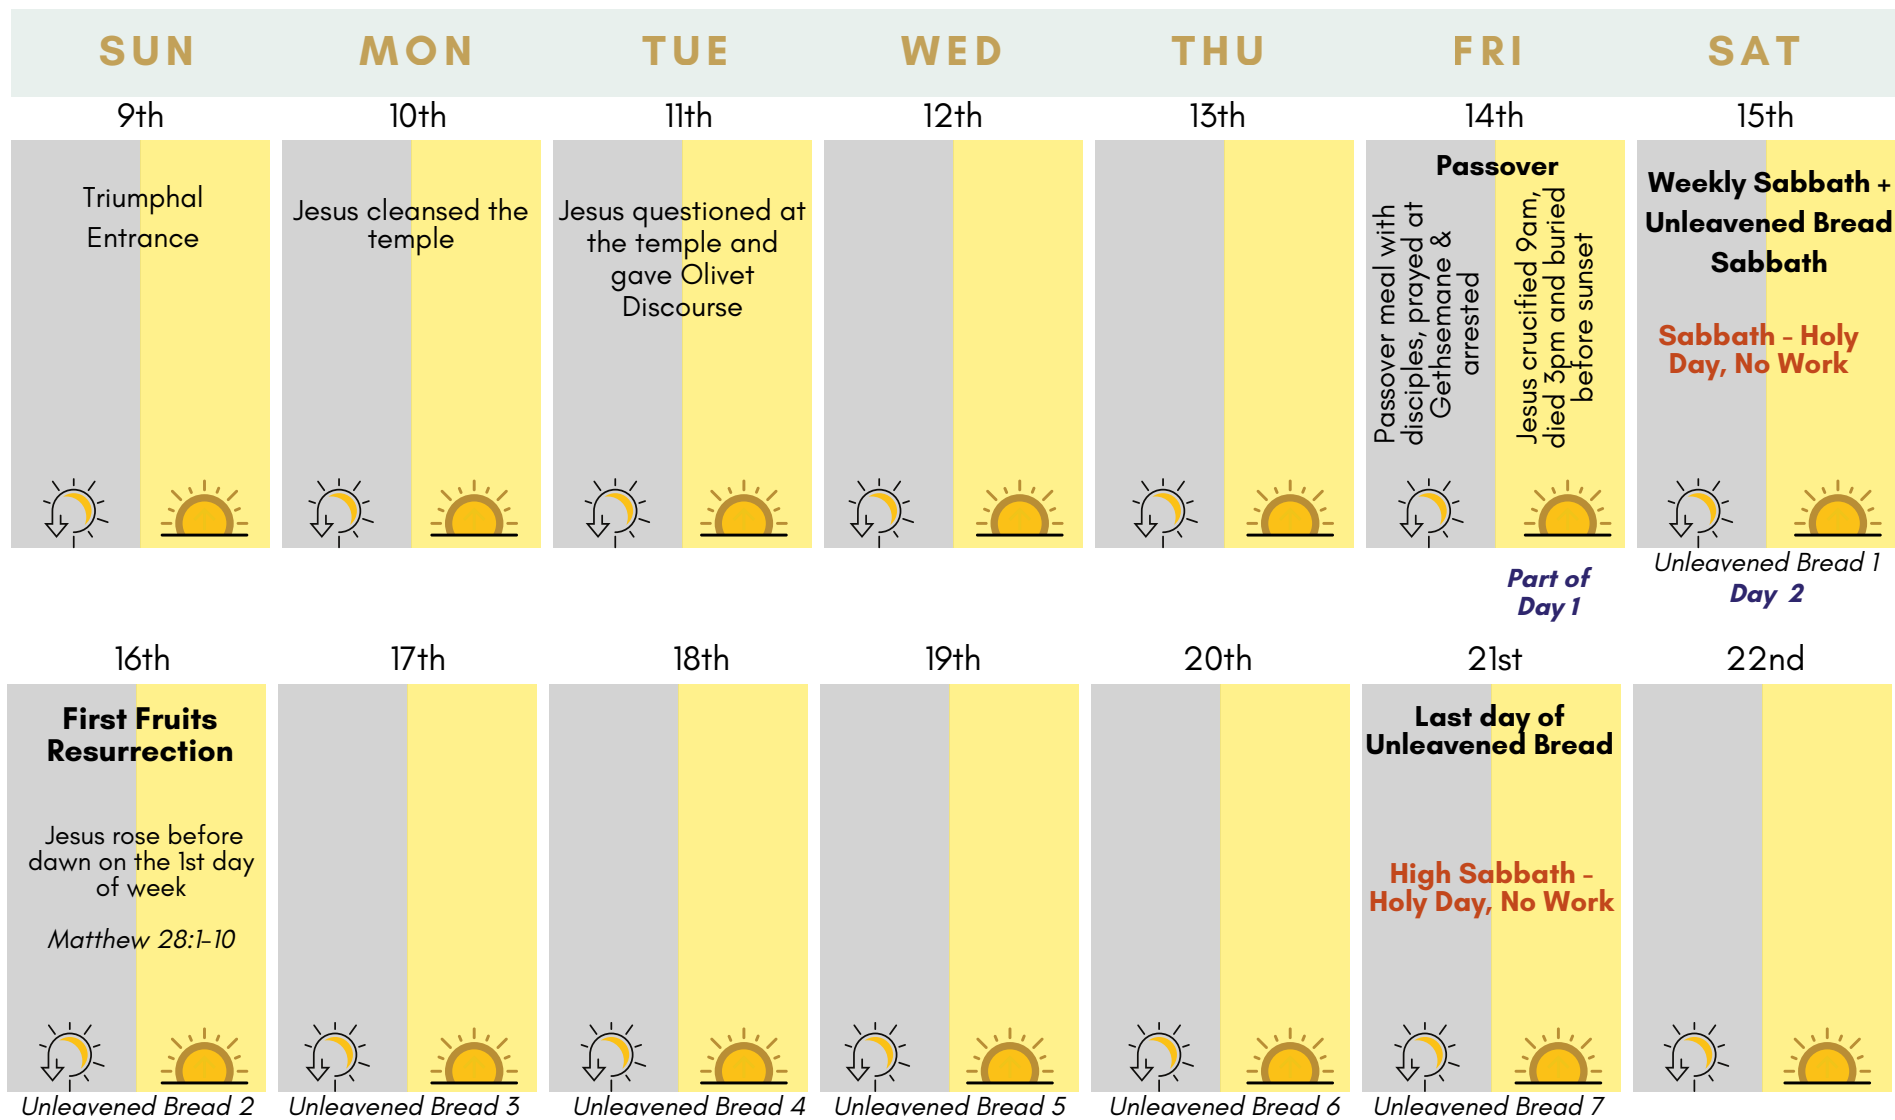 SUN MON TUE WED THU FRI SAT
9th 10th 11th 12th 13th 14th 15th
Triumphal
Entrance
Jesus cleansed the
temple
Jesus questioned at
the temple and
gave Olivet
Discourse
Passover
Passover meal with
disciples, prayed at
Gethsemane &
arrested
Jesus crucified 9am,
died 3pm and buried
before sunset
Weekly Sabbath +
Unleavened Bread
Sabbath
Sabbath - Holy
Day, No Work
Part of
Day 1
Unleavened Bread 1
Day 2
16th 17th 18th 19th 20th 21st 22nd
First Fruits
Resurrection
Jesus rose before
dawn on the 1st day
of week
Matthew 28:1-10
Last day of
Unleavened Bread
High Sabbath -
Holy Day, No Work
Unleavened Bread 2 Unleavened Bread 3 Unleavened Bread 4 Unleavened Bread 5 Unleavened Bread 6 Unleavened Bread 7